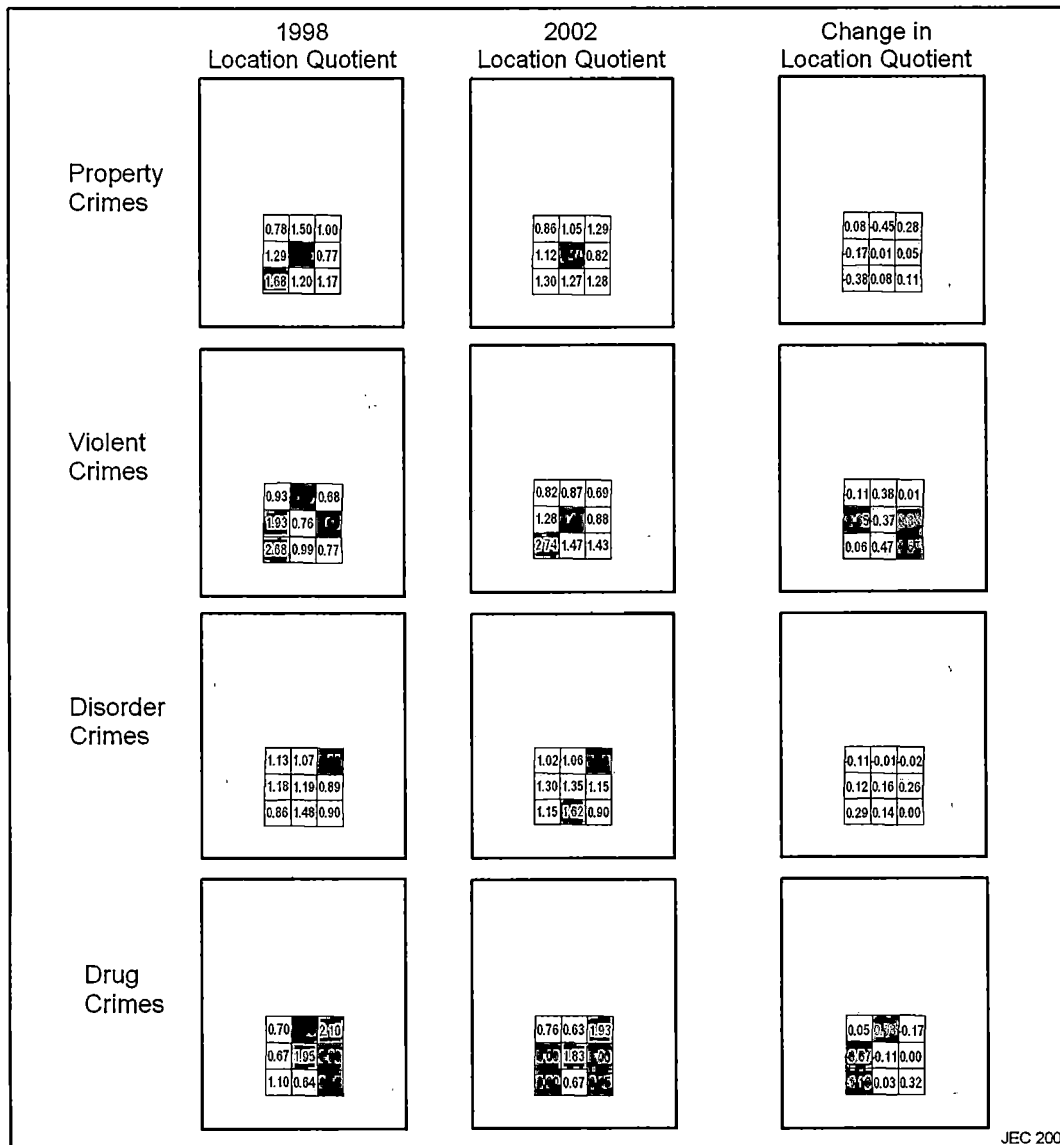 1998
Location Quotient
2002
Location Quotient
Change in
Location Quotient
Property
Crimes
0.78 1.50 1.00
1.29 0.77
1.68 1.20 1.17
0.86 1.05 1.29
1.12 0.82
1.30 1.27 1.28
0.08 -0.45 0.28
-0.17 0.01 0.05
-0.38 0.08 0.11
Violent
Crimes
0.93 0.68
1.93 0.76
2.68 0.99 0.77
0.82 0.87 0.69
1.28 0.88
2.74 1.47 1.43
-0.11 0.38 0.01
-0.37
0.06 0.47
Disorder
Crimes
1.13 1.07
1.18 1.19 0.89
0.86 1.48 0.90
1.02 1.06
1.30 1.35 1.15
1.15 1.62 0.90
-0.11 -0.01 -0.02
0.12 0.16 0.26
0.29 0.14 0.00
Drug
Crimes
0.70 2.10
0.67 1.95
1.10 0.64
0.76 0.63 1.93
1.83
0.67
0.05 -0.17
-0.11 0.00
0.03 0.32
JEC 200